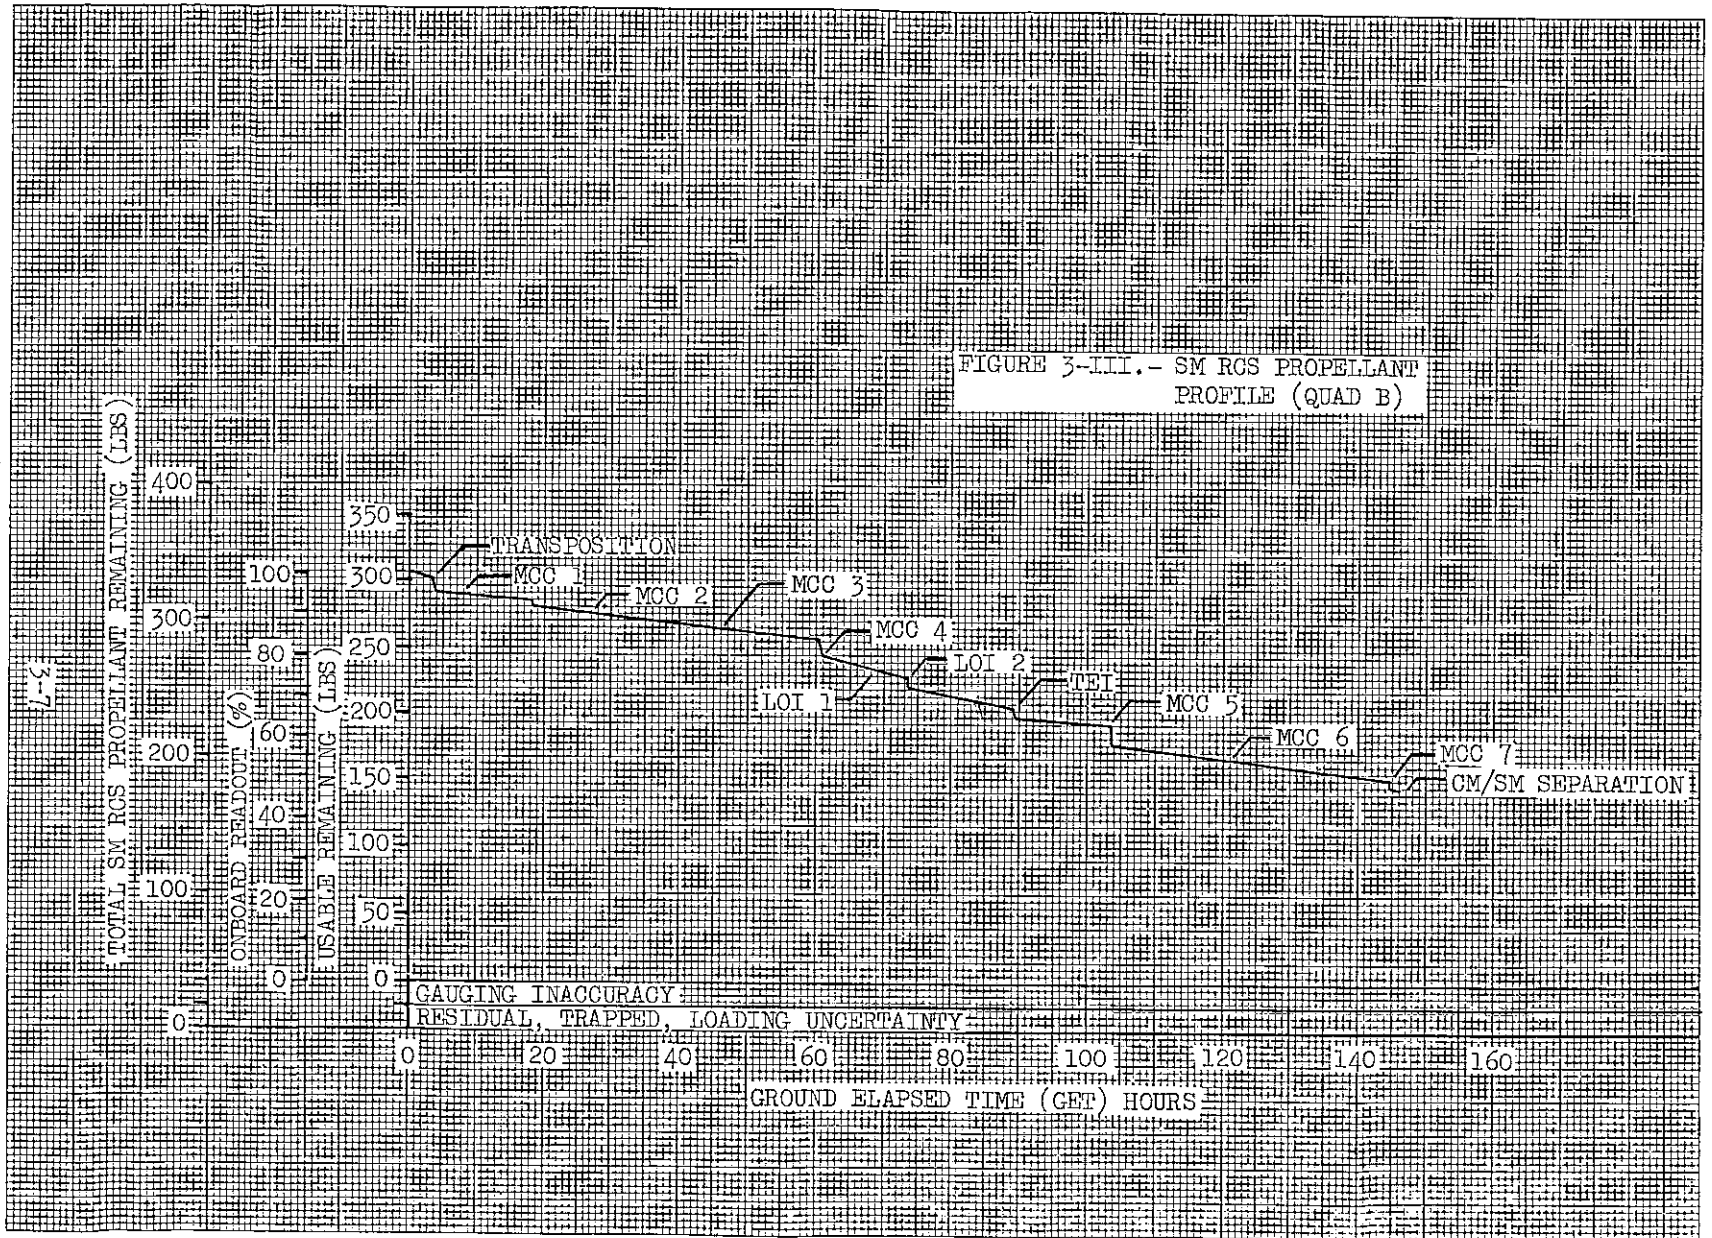 FIGURE 3-III.- SM RCS PROPELLANT
PROFILE (QUAD B)
TOTAL SM RCS PROPELLANT REMAINING (LBS)
400
300
200
100
0
ONBOARD READOUT (%)
100
80
60
40
20
0
USABLE REMAINING (LBS)
350
300
250
200
150
100
50
0
TRANSPOSITION
MCC 1
MCC 2
MCC 3
MCC 4
LOI 1
LOI 2
TEI
MCC 5
MCC 6
MCC 7
CM/SM SEPARATION
GAUGING INACCURACY
RESIDUAL, TRAPPED, LOADING UNCERTAINTY
0 20 40 60 80 100 120 140 160
GROUND ELAPSED TIME (GET) HOURS
3-7